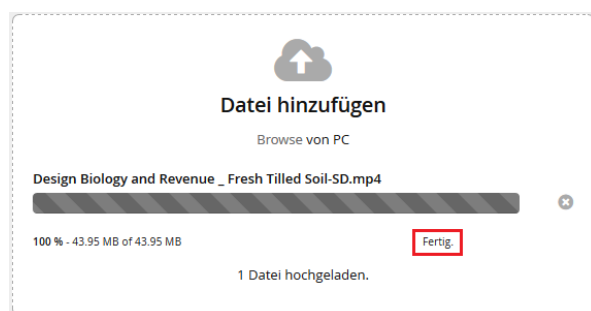 Datei hinzufügen
Browse von PC
Design Biology and Revenue _ Fresh Tilled Soil-SD.mp4
100 % - 43.95 MB of 43.95 MB Fertig.
1 Datei hochgeladen.